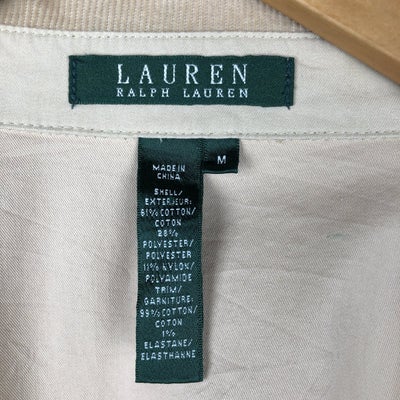 LAUREN
RALPH LAUREN
M
MADE IN
CHINA
SHELL/
EXTERIEUR:
61% COTTON/
COTON
28%
POLYESTER/
POLYESTER
11% NYLON/
POLYAMIDE
TRIM/
GARNITURE:
99% COTTON/
COTON
1%
ELASTANE/
ELASTHANNE